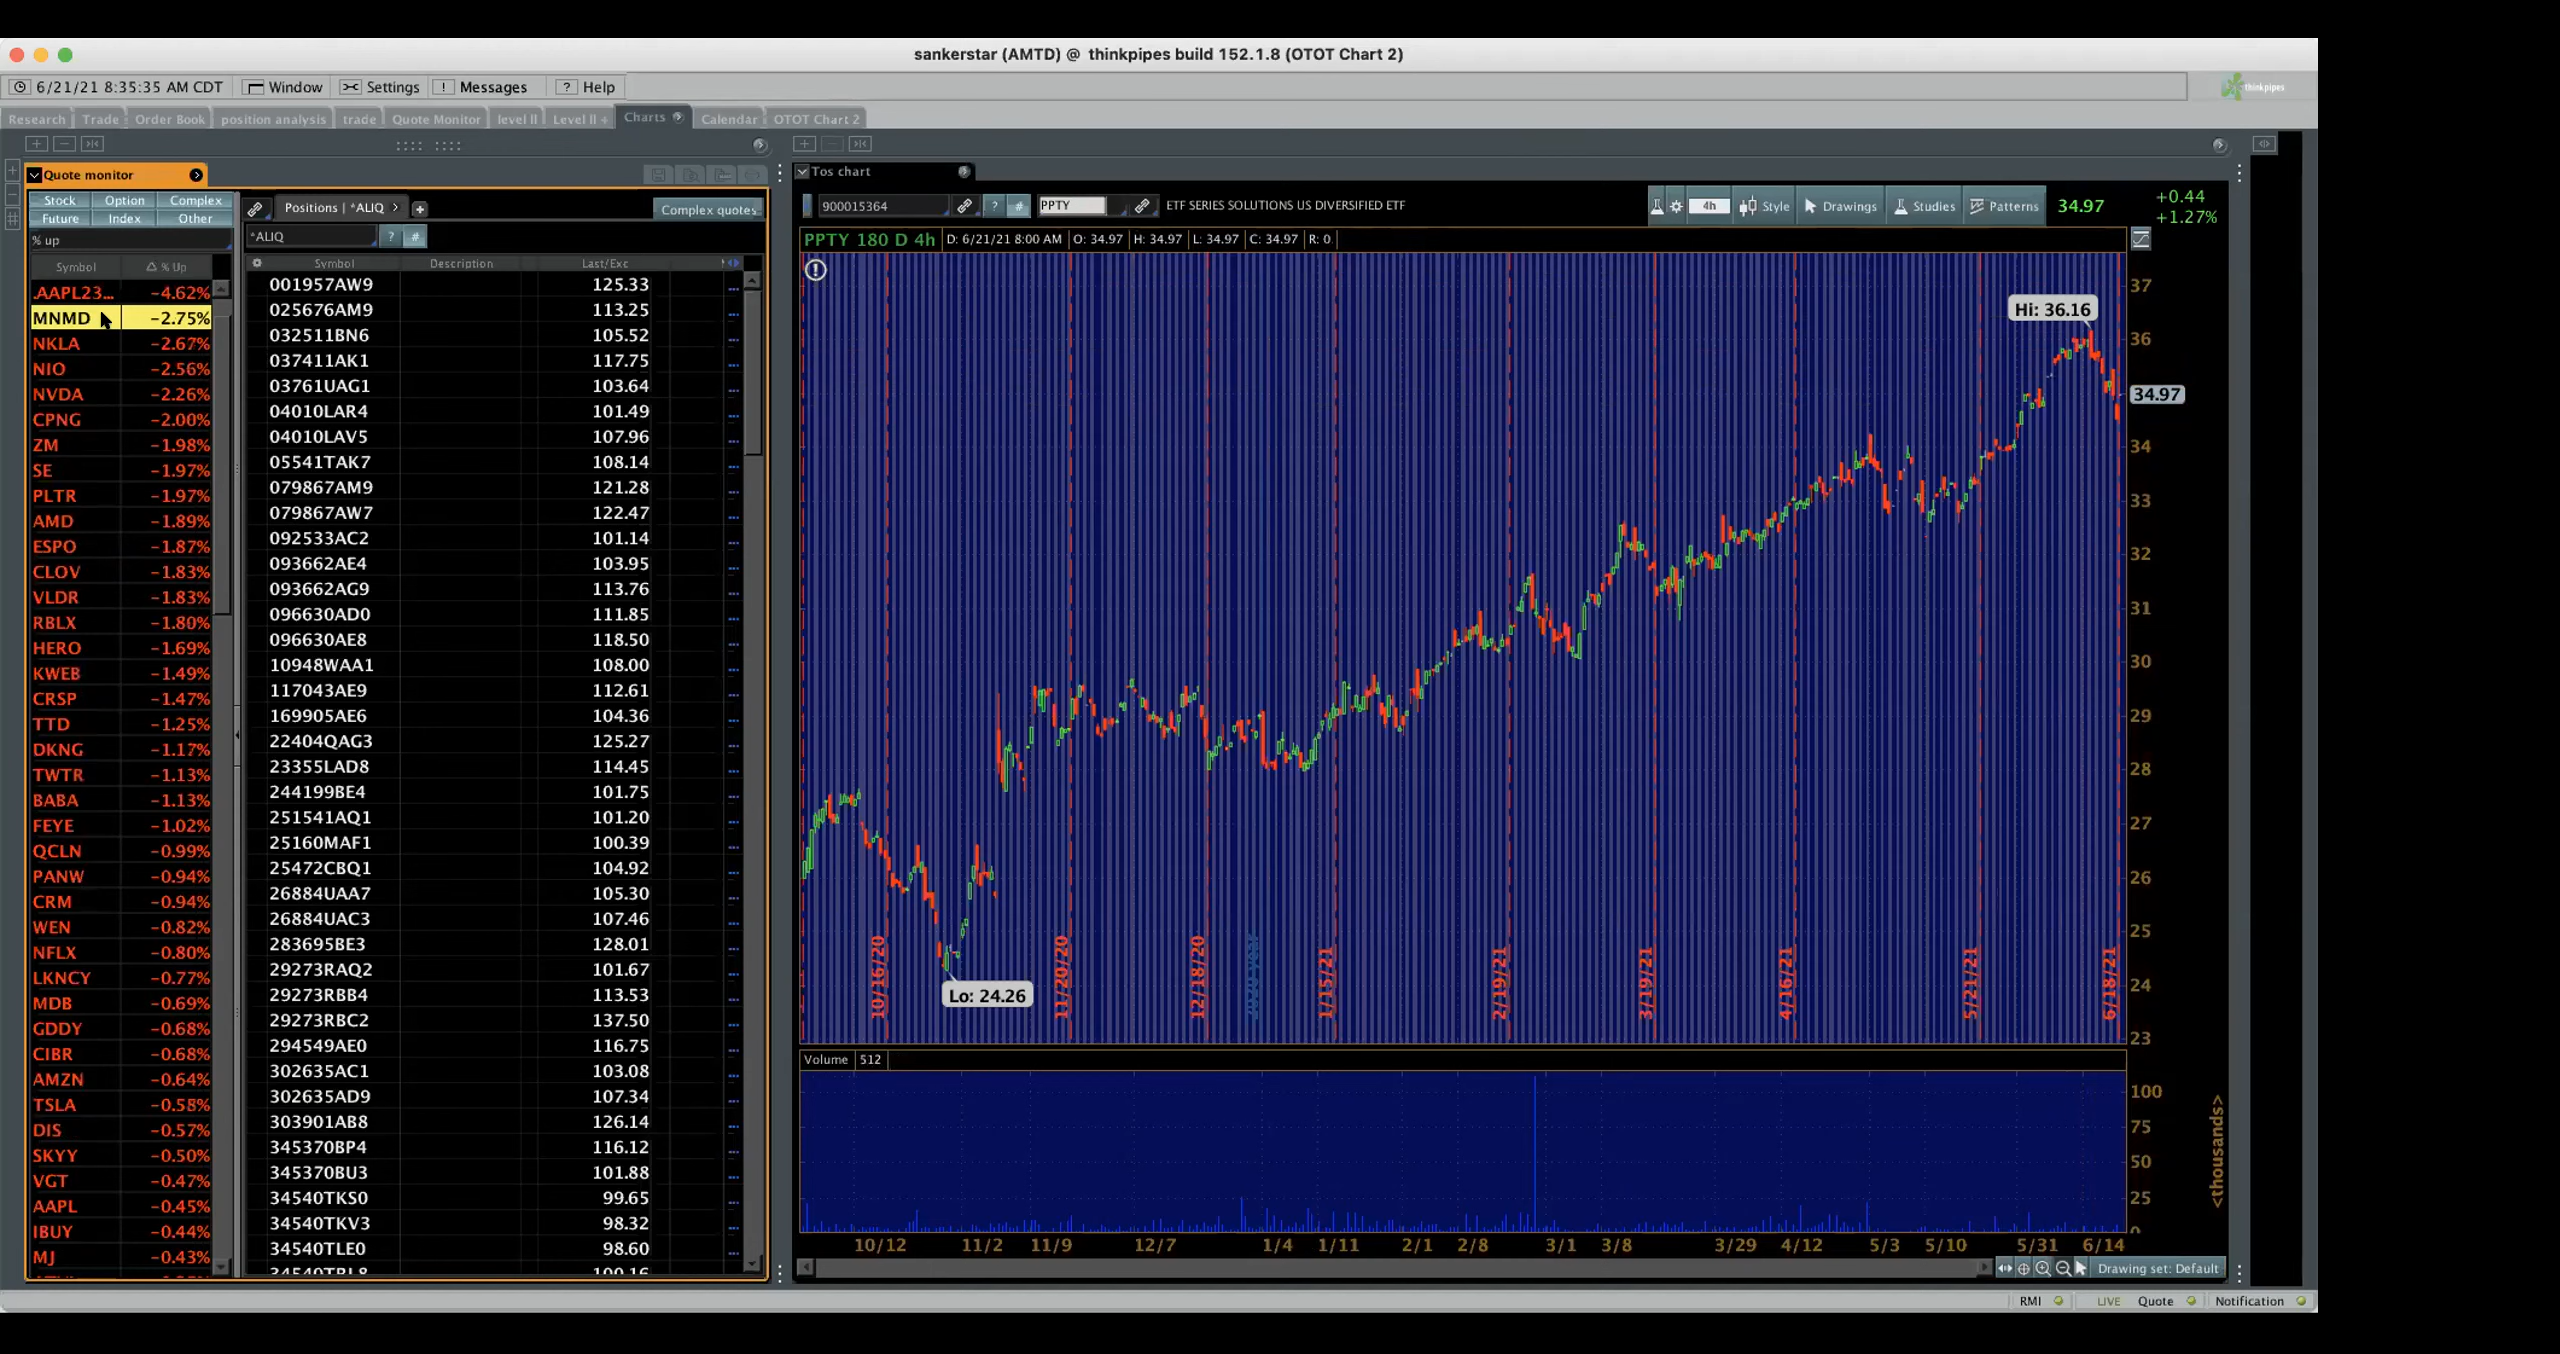 sankerstar (AMTD) @ thinkpipes build 152.1.8 (OTOT Chart 2)
6/21/21 8:35:35 AM CDT Window Settings ! Messages ? Help
thinkpipes
Research Trade Order Book position analysis trade Quote Monitor level II Level II + Charts Calendar OTOT Chart 2
Quote monitor
Stock Option Complex
Future Index Other
% up
Symbol % Up
.AAPL23... -4.62%
MNMD -2.75%
NKLA -2.67%
NIO -2.56%
NVDA -2.26%
CPNG -2.00%
ZM -1.98%
SE -1.97%
PLTR -1.97%
AMD -1.89%
ESPO -1.87%
CLOV -1.83%
VLDR -1.83%
RBLX -1.80%
HERO -1.69%
KWEB -1.49%
CRSP -1.47%
TTD -1.25%
DKNG -1.17%
TWTR -1.13%
BABA -1.13%
FEYE -1.02%
QCLN -0.99%
PANW -0.94%
CRM -0.94%
WEN -0.82%
NFLX -0.80%
LKNCY -0.77%
MDB -0.69%
GDDY -0.68%
CIBR -0.68%
AMZN -0.64%
TSLA -0.58%
DIS -0.57%
SKYY -0.50%
VGT -0.47%
AAPL -0.45%
IBUY -0.44%
MJ -0.43%
Positions | *ALIQ > Complex quotes
*ALIQ ? #
Symbol Description Last/Exc
001957AW9 125.33
025676AM9 113.25
032511BN6 105.52
037411AK1 117.75
03761UAG1 103.64
04010LAR4 101.49
04010LAV5 107.96
05541TAK7 108.14
079867AM9 121.28
079867AW7 122.47
092533AC2 101.14
093662AE4 103.95
093662AG9 113.76
096630AD0 111.85
096630AE8 118.50
10948WAA1 108.00
117043AE9 112.61
169905AE6 104.36
22404QAG3 125.27
23355LAD8 114.45
244199BE4 101.75
251541AQ1 101.20
25160MAF1 100.39
25472CBQ1 104.92
26884UAA7 105.30
26884UAC3 107.46
283695BE3 128.01
29273RAQ2 101.67
29273RBB4 113.53
29273RBC2 137.50
294549AE0 116.75
302635AC1 103.08
302635AD9 107.34
303901AB8 126.14
345370BP4 116.12
345370BU3 101.88
34540TKS0 99.65
34540TKV3 98.32
34540TLE0 98.60
Tos chart
900015364 ? # PPTY ETF SERIES SOLUTIONS US DIVERSIFIED ETF 4h Style Drawings Studies Patterns 34.97 +0.44
+1.27%
PPTY 180 D 4h D: 6/21/21 8:00 AM O: 34.97 H: 34.97 L: 34.97 C: 34.97 R: 0
37
Hi: 36.16
36
34.97
34
33
32
31
30
29
28
27
26
25
24
23
Lo: 24.26
10/16/20 11/20/20 12/18/20 2020 year 1/15/21 2/19/21 3/19/21 4/16/21 5/21/21 6/18/21
Volume 512
100
75
50
25
0
<thousands>
10/12 11/2 11/9 12/7 1/4 1/11 2/1 2/8 3/1 3/8 3/29 4/12 5/3 5/10 5/31 6/14
Drawing set: Default
RMI LIVE Quote Notification